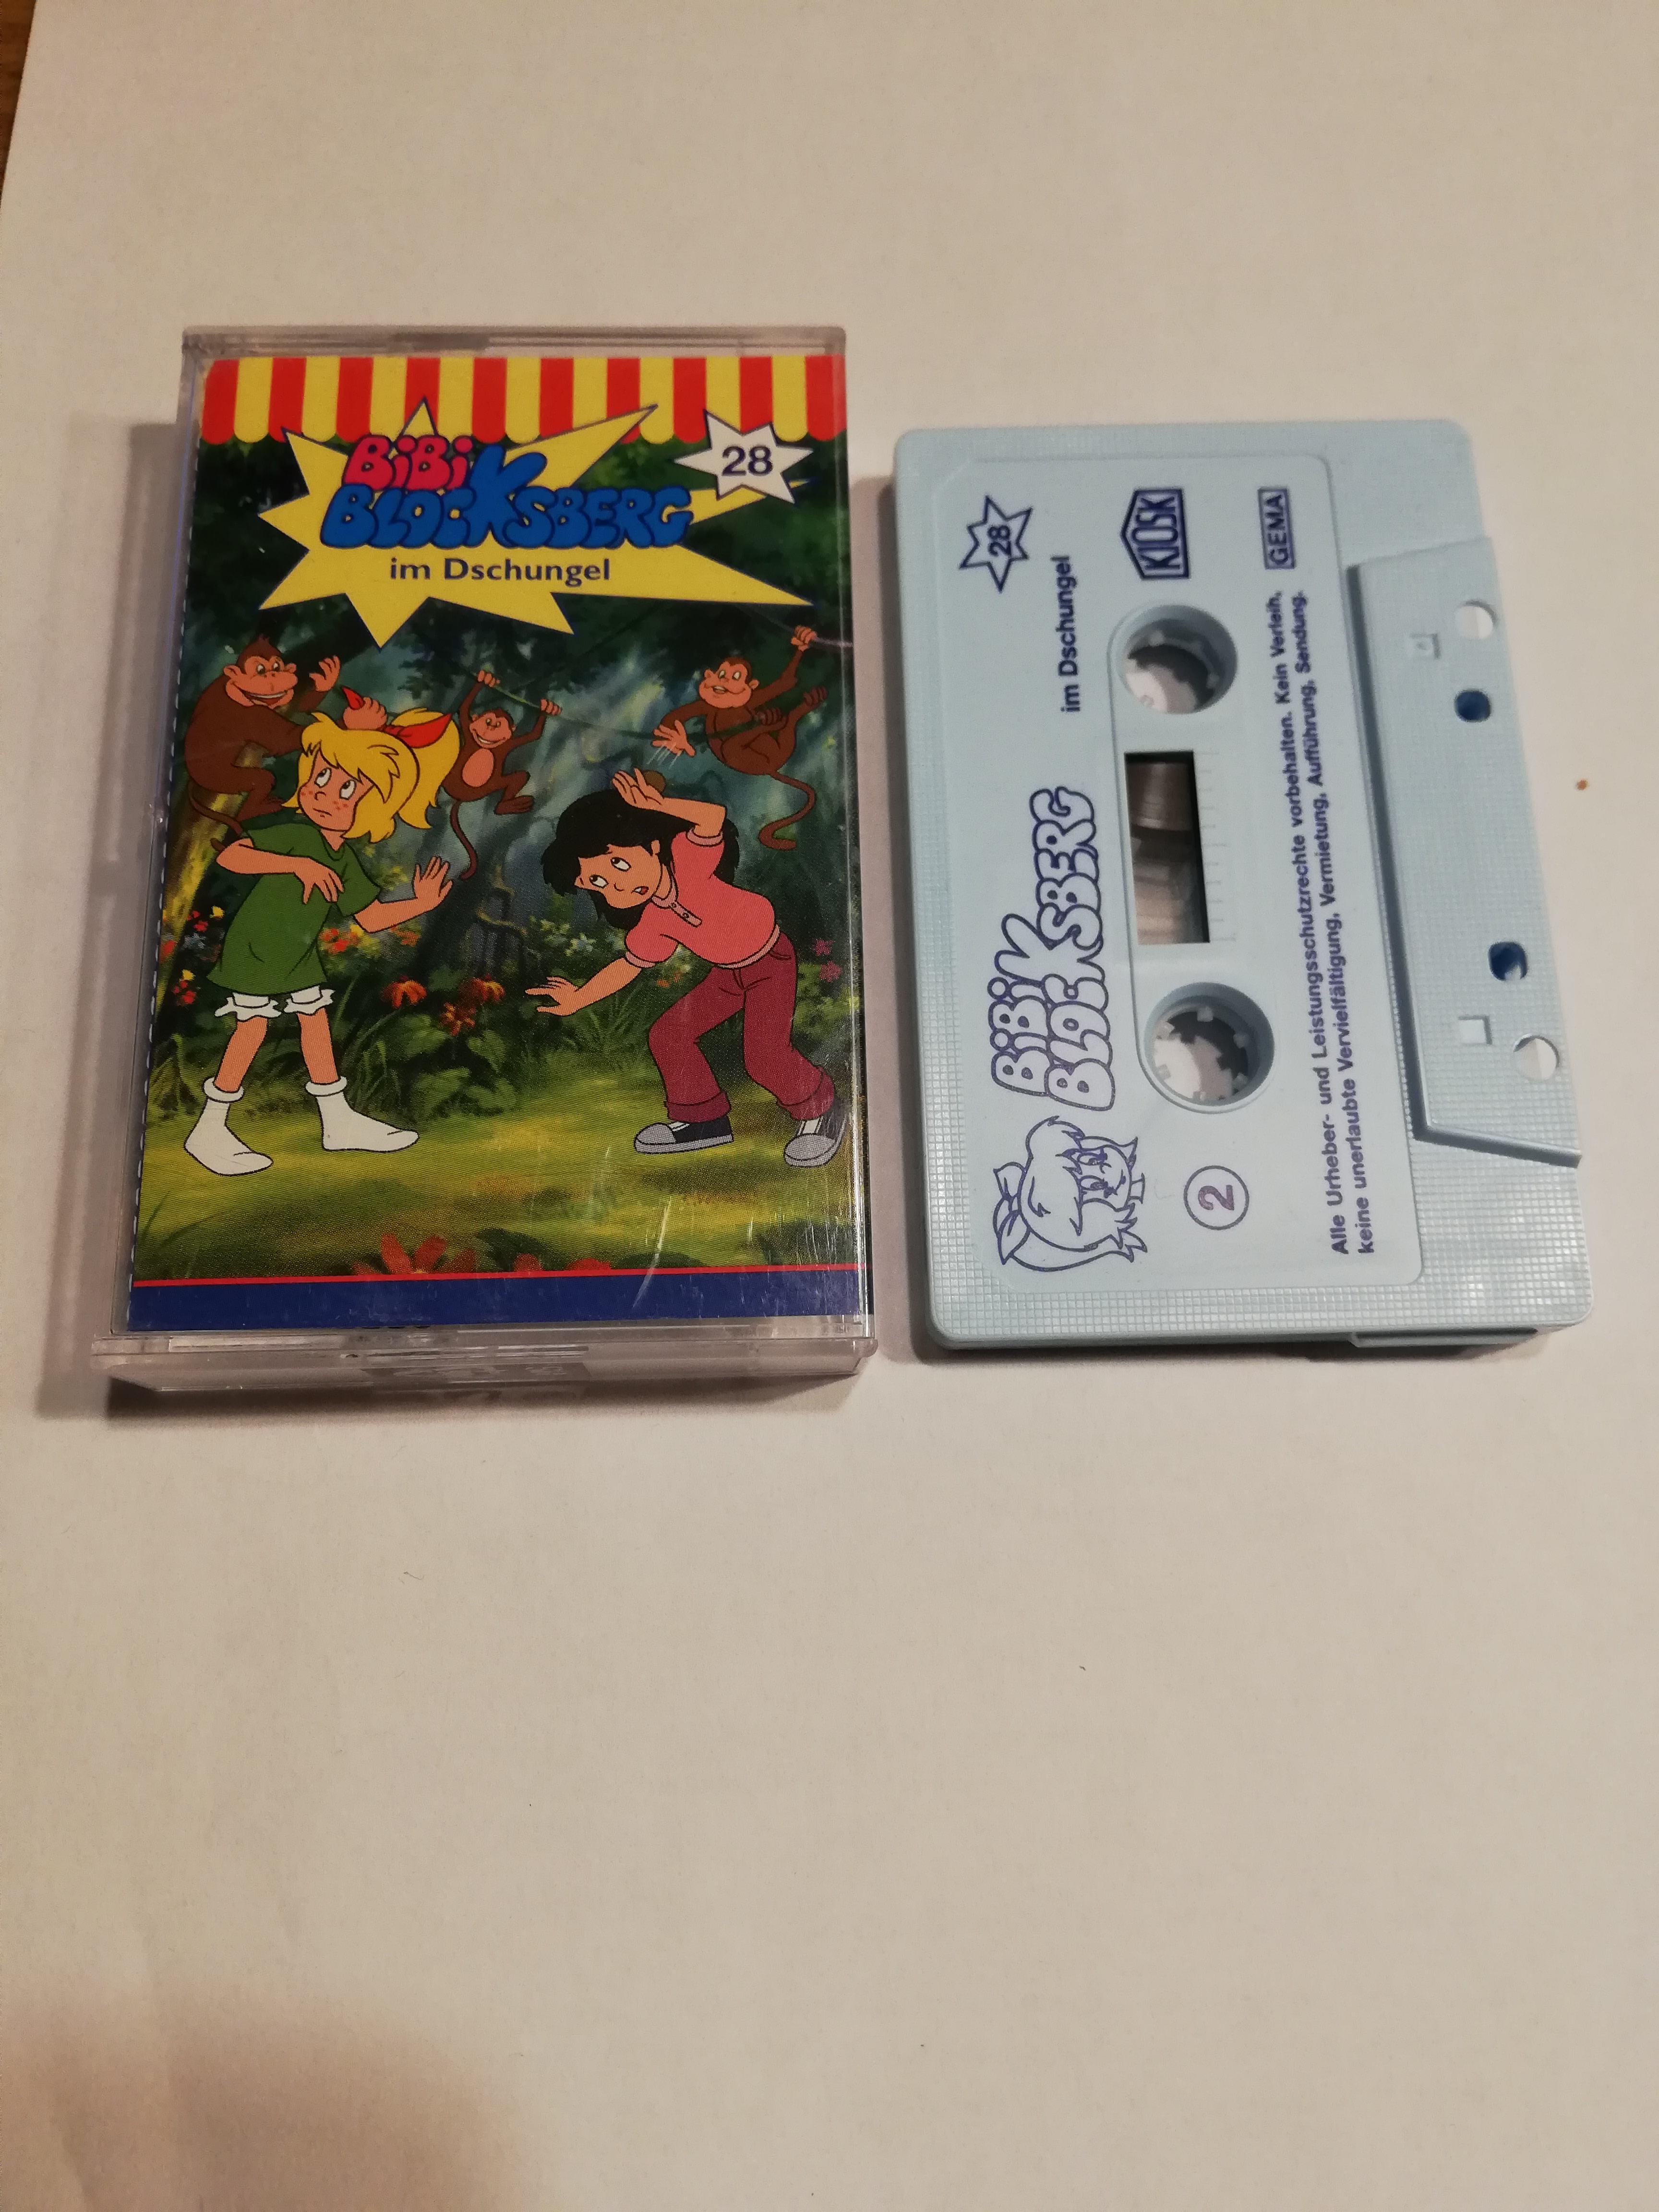 BiBi
BLOCKSBERG
im Dschungel
28
28
im Dschungel
KIOSK
GEMA
BiBi
BLOCKSBERG
2
Alle Urheber- und Leistungsschutzrechte vorbehalten. Kein Verleih,
keine unerlaubte Vervielfältigung, Vermietung, Aufführung, Sendung.